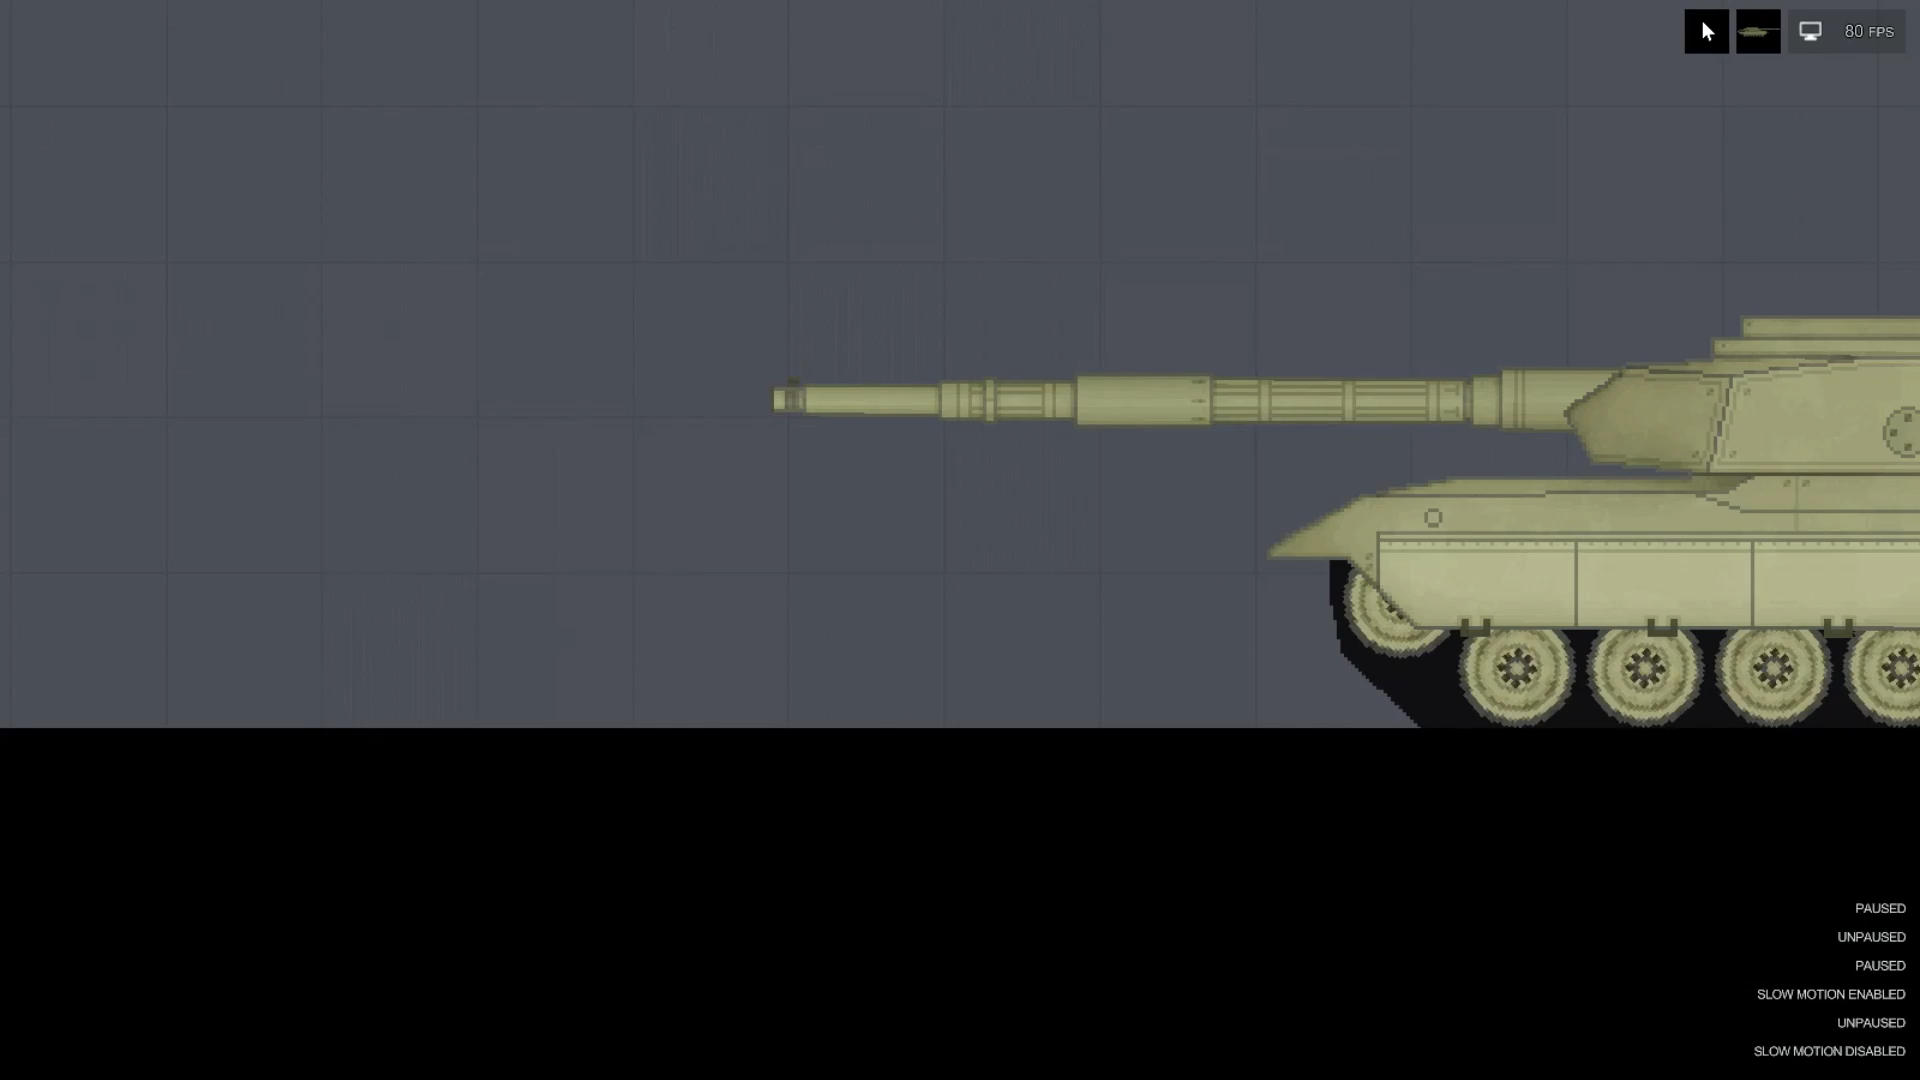 80 FPS
PAUSED
UNPAUSED
PAUSED
SLOW MOTION ENABLED
UNPAUSED
SLOW MOTION DISABLED